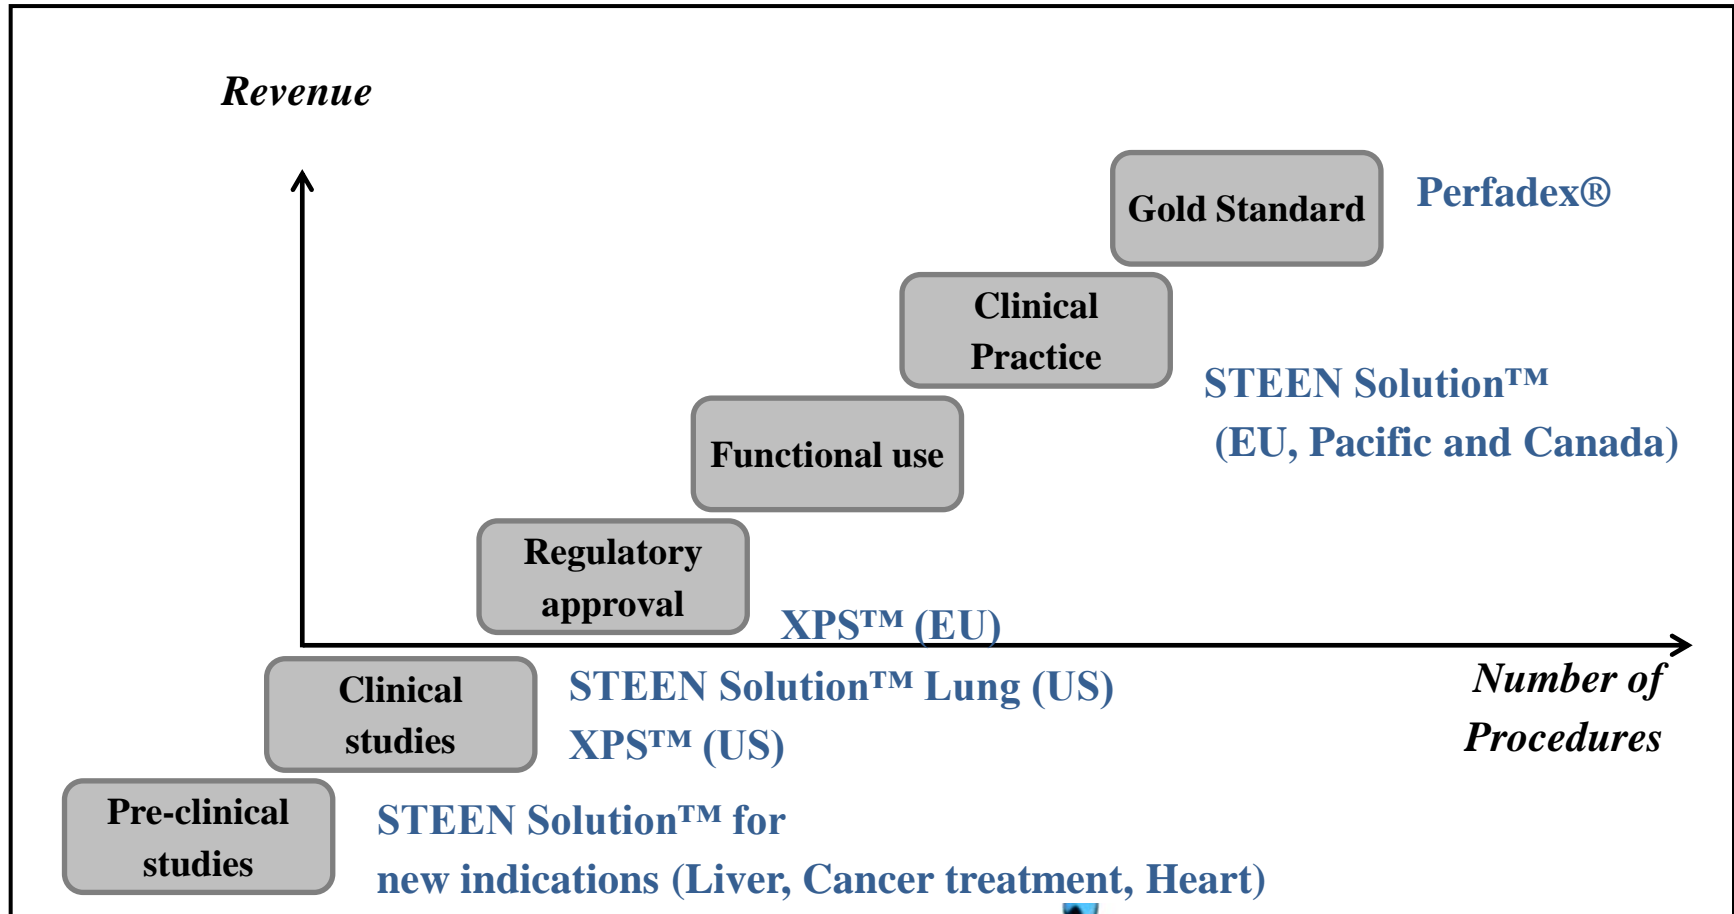 Revenue
Gold Standard
Perfadex®
Clinical
Practice
STEEN Solution™
(EU, Pacific and Canada)
Functional use
Regulatory
approval
XPS™ (EU)
Clinical
studies
STEEN Solution™ Lung (US)
XPS™ (US)
Number of
Procedures
Pre-clinical
studies
STEEN Solution™ for
new indications (Liver, Cancer treatment, Heart)